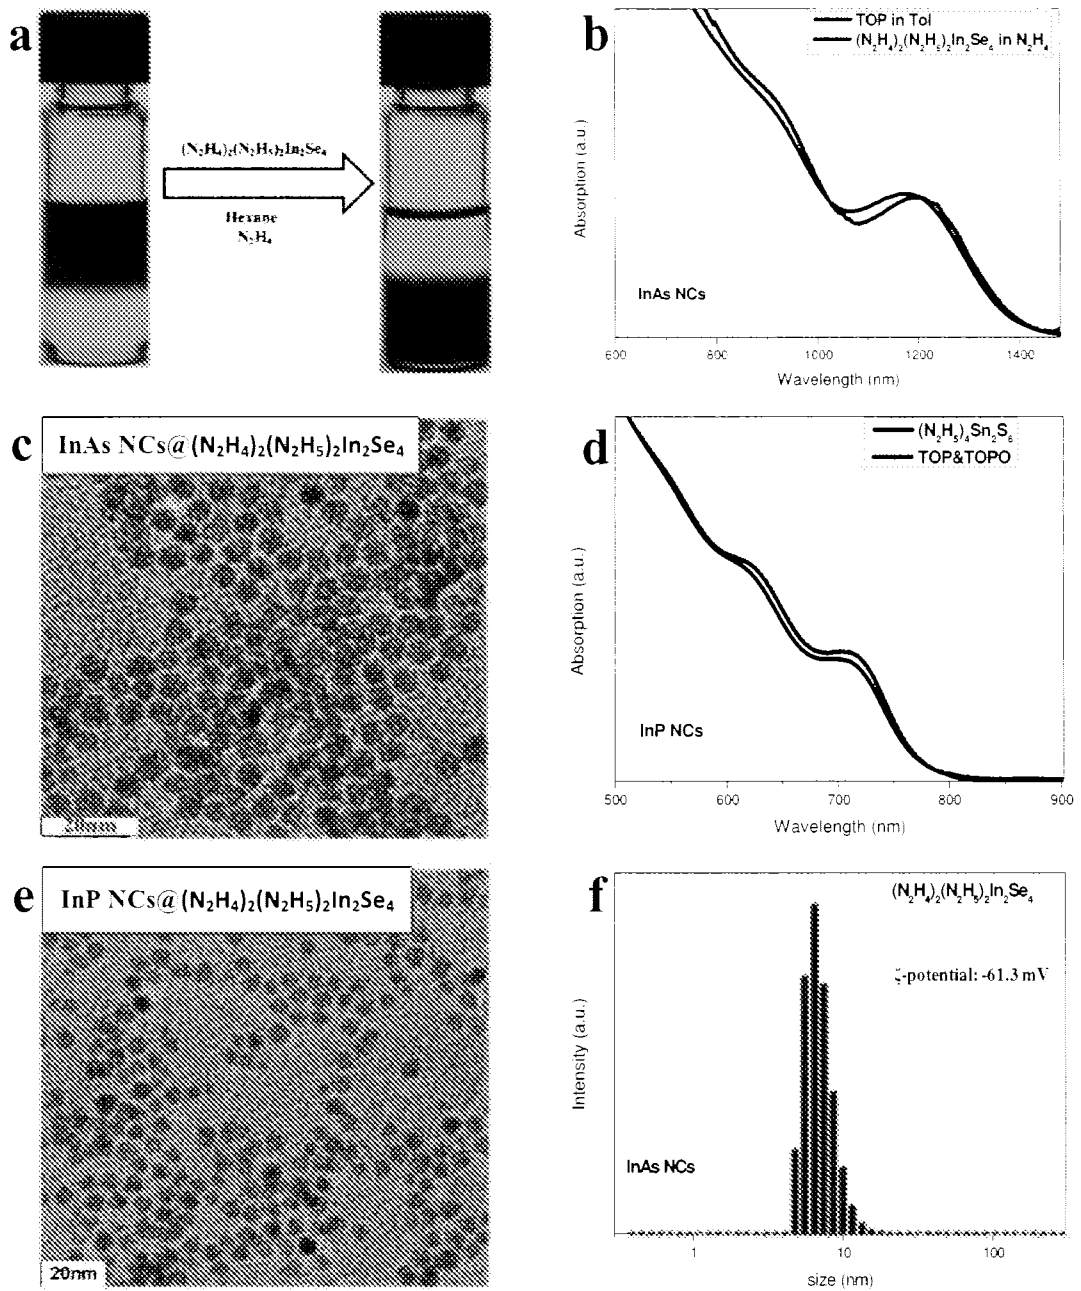 a
(N₂H₄)₂(N₂H₅)₂In₂Se₄
Hexane
N₂H₄
b
TOP in Tol
(N₂H₄)₂(N₂H₅)₂In₂Se₄ in N₂H₄
Absorption (a.u.)
InAs NCs
600 800 1000 1200 1400
Wavelength (nm)
c
InAs NCs@(N₂H₄)₂(N₂H₅)₂In₂Se₄
20nm
d
(N₂H₅)₄Sn₂S₆
TOP&TOPO
Absorption (a.u.)
InP NCs
500 600 700 800 900
Wavelength (nm)
e
InP NCs@(N₂H₄)₂(N₂H₅)₂In₂Se₄
20nm
f
(N₂H₄)₂(N₂H₅)₂In₂Se₄
ζ-potential: -61.3 mV
Intensity (a.u.)
InAs NCs
1 10 100
size (nm)